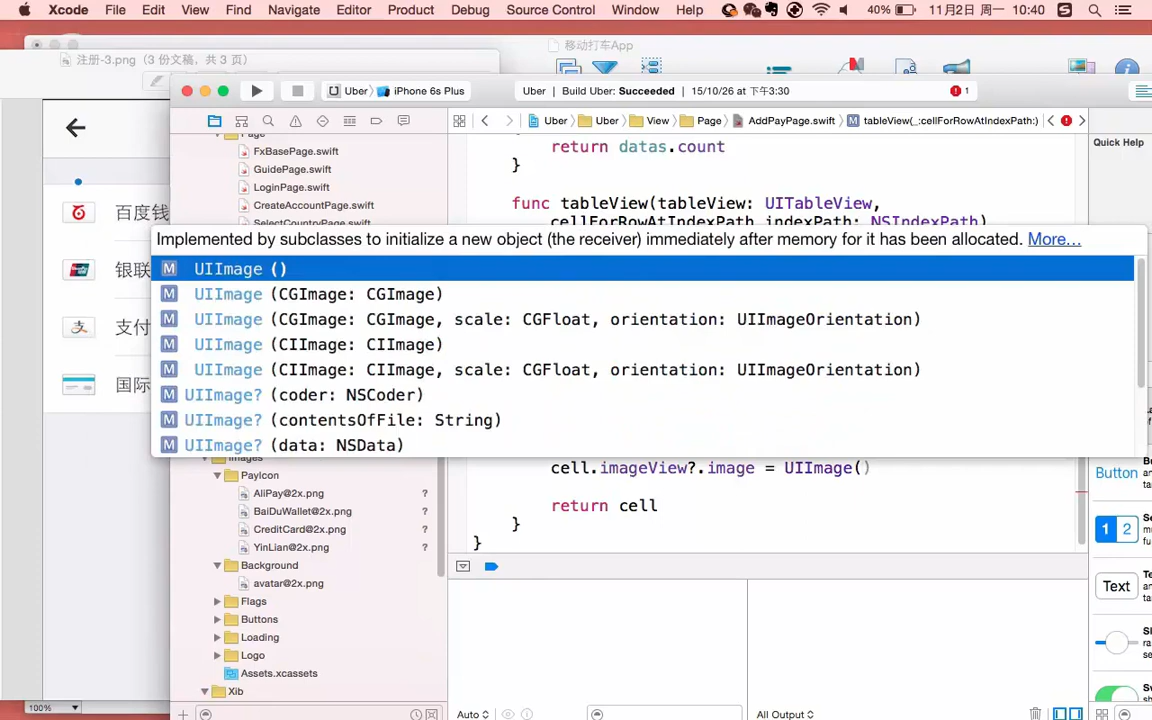 Xcode File Edit View Find Navigate Editor Product Debug Source Control Window Help 40% 11月2日 周一 10:40
移动打车App
注册-3.png（3 份文稿，共 3 页）
Uber iPhone 6s Plus Uber | Build Uber: Succeeded | 15/10/26 at 下午3:30 1
Uber Uber View Page AddPayPage.swift tableView(_:cellForRowAtIndexPath:)
Page
FxBasePage.swift
GuidePage.swift
LoginPage.swift
CreateAccountPage.swift
SelectCountryPage.swift
return datas.count
}
func tableView(tableView: UITableView,
cellForRowAtIndexPath indexPath: NSIndexPath)
Quick Help
百度钱
银联
支付
国际
Implemented by subclasses to initialize a new object (the receiver) immediately after memory for it has been allocated. More...
M UIImage ()
M UIImage (CGImage: CGImage)
M UIImage (CGImage: CGImage, scale: CGFloat, orientation: UIImageOrientation)
M UIImage (CIImage: CIImage)
M UIImage (CIImage: CIImage, scale: CGFloat, orientation: UIImageOrientation)
M UIImage? (coder: NSCoder)
M UIImage? (contentsOfFile: String)
M UIImage? (data: NSData)
cell.imageView?.image = UIImage()
return cell
}
}
Images
PayIcon
AliPay@2x.png ?
BaiDuWallet@2x.png ?
CreditCard@2x.png ?
YinLian@2x.png ?
Background
avatar@2x.png
Flags
Buttons
Loading
Logo
Assets.xcassets
Xib
Button
1 2
Text
100%
Auto
All Output